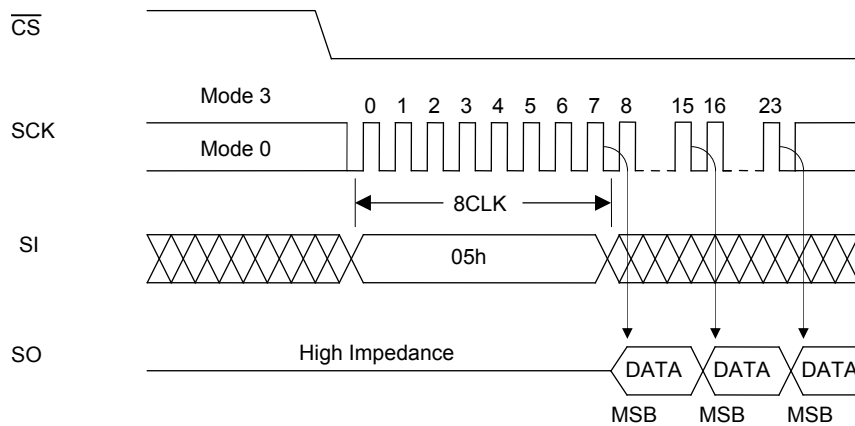 CS
Mode 3
0 1 2 3 4 5 6 7 8 15 16 23
SCK
Mode 0
8CLK
SI
05h
SO
High Impedance
DATA DATA DATA
MSB MSB MSB